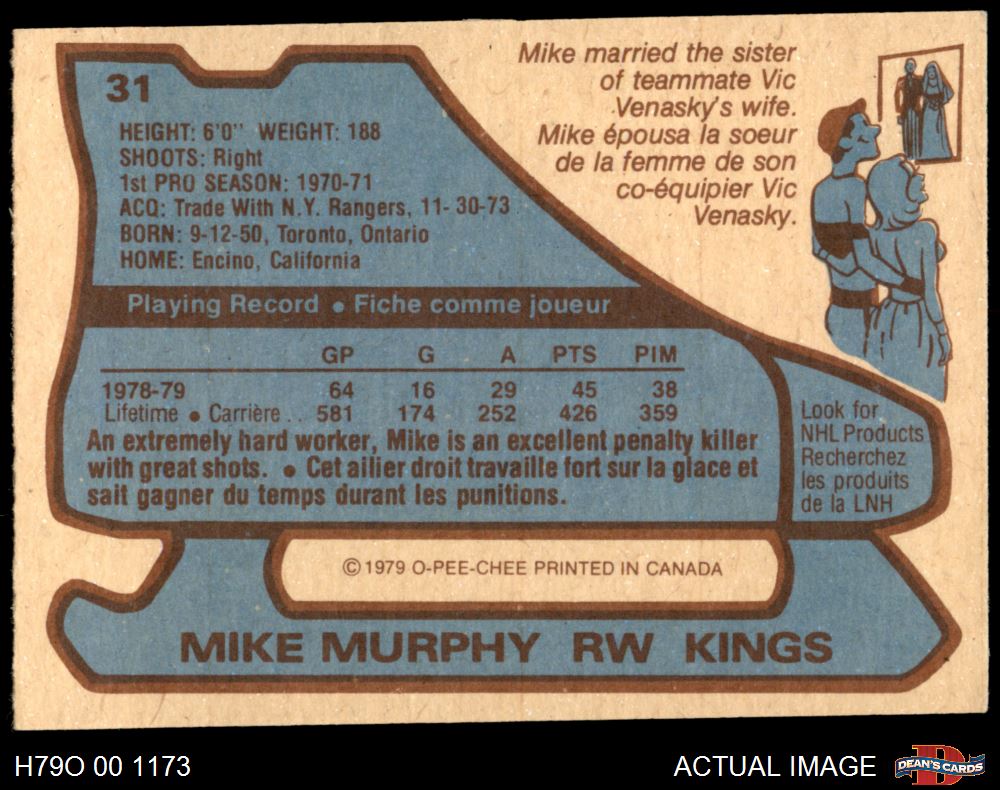 31
HEIGHT: 6'0" WEIGHT: 188
SHOOTS: Right
1st PRO SEASON: 1970-71
ACQ: Trade With N.Y. Rangers, 11- 30-73
BORN: 9-12-50, Toronto, Ontario
HOME: Encino, California
Mike married the sister
of teammate Vic
Venasky's wife.
Mike épousa la soeur
de la femme de son
co-équipier Vic
Venasky.
Playing Record • Fiche comme joueur
GP G A PTS PIM
1978-79 64 16 29 45 38
Lifetime • Carrière . . 581 174 252 426 359
An extremely hard worker, Mike is an excellent penalty killer
with great shots. • Cet ailier droit travaille fort sur la glace et
sait gagner du temps durant les punitions.
Look for
NHL Products
Recherchez
les produits
de la LNH
© 1979 O-PEE-CHEE PRINTED IN CANADA
MIKE MURPHY RW KINGS
H79O 00 1173
ACTUAL IMAGE
D
DEAN'S CARDS